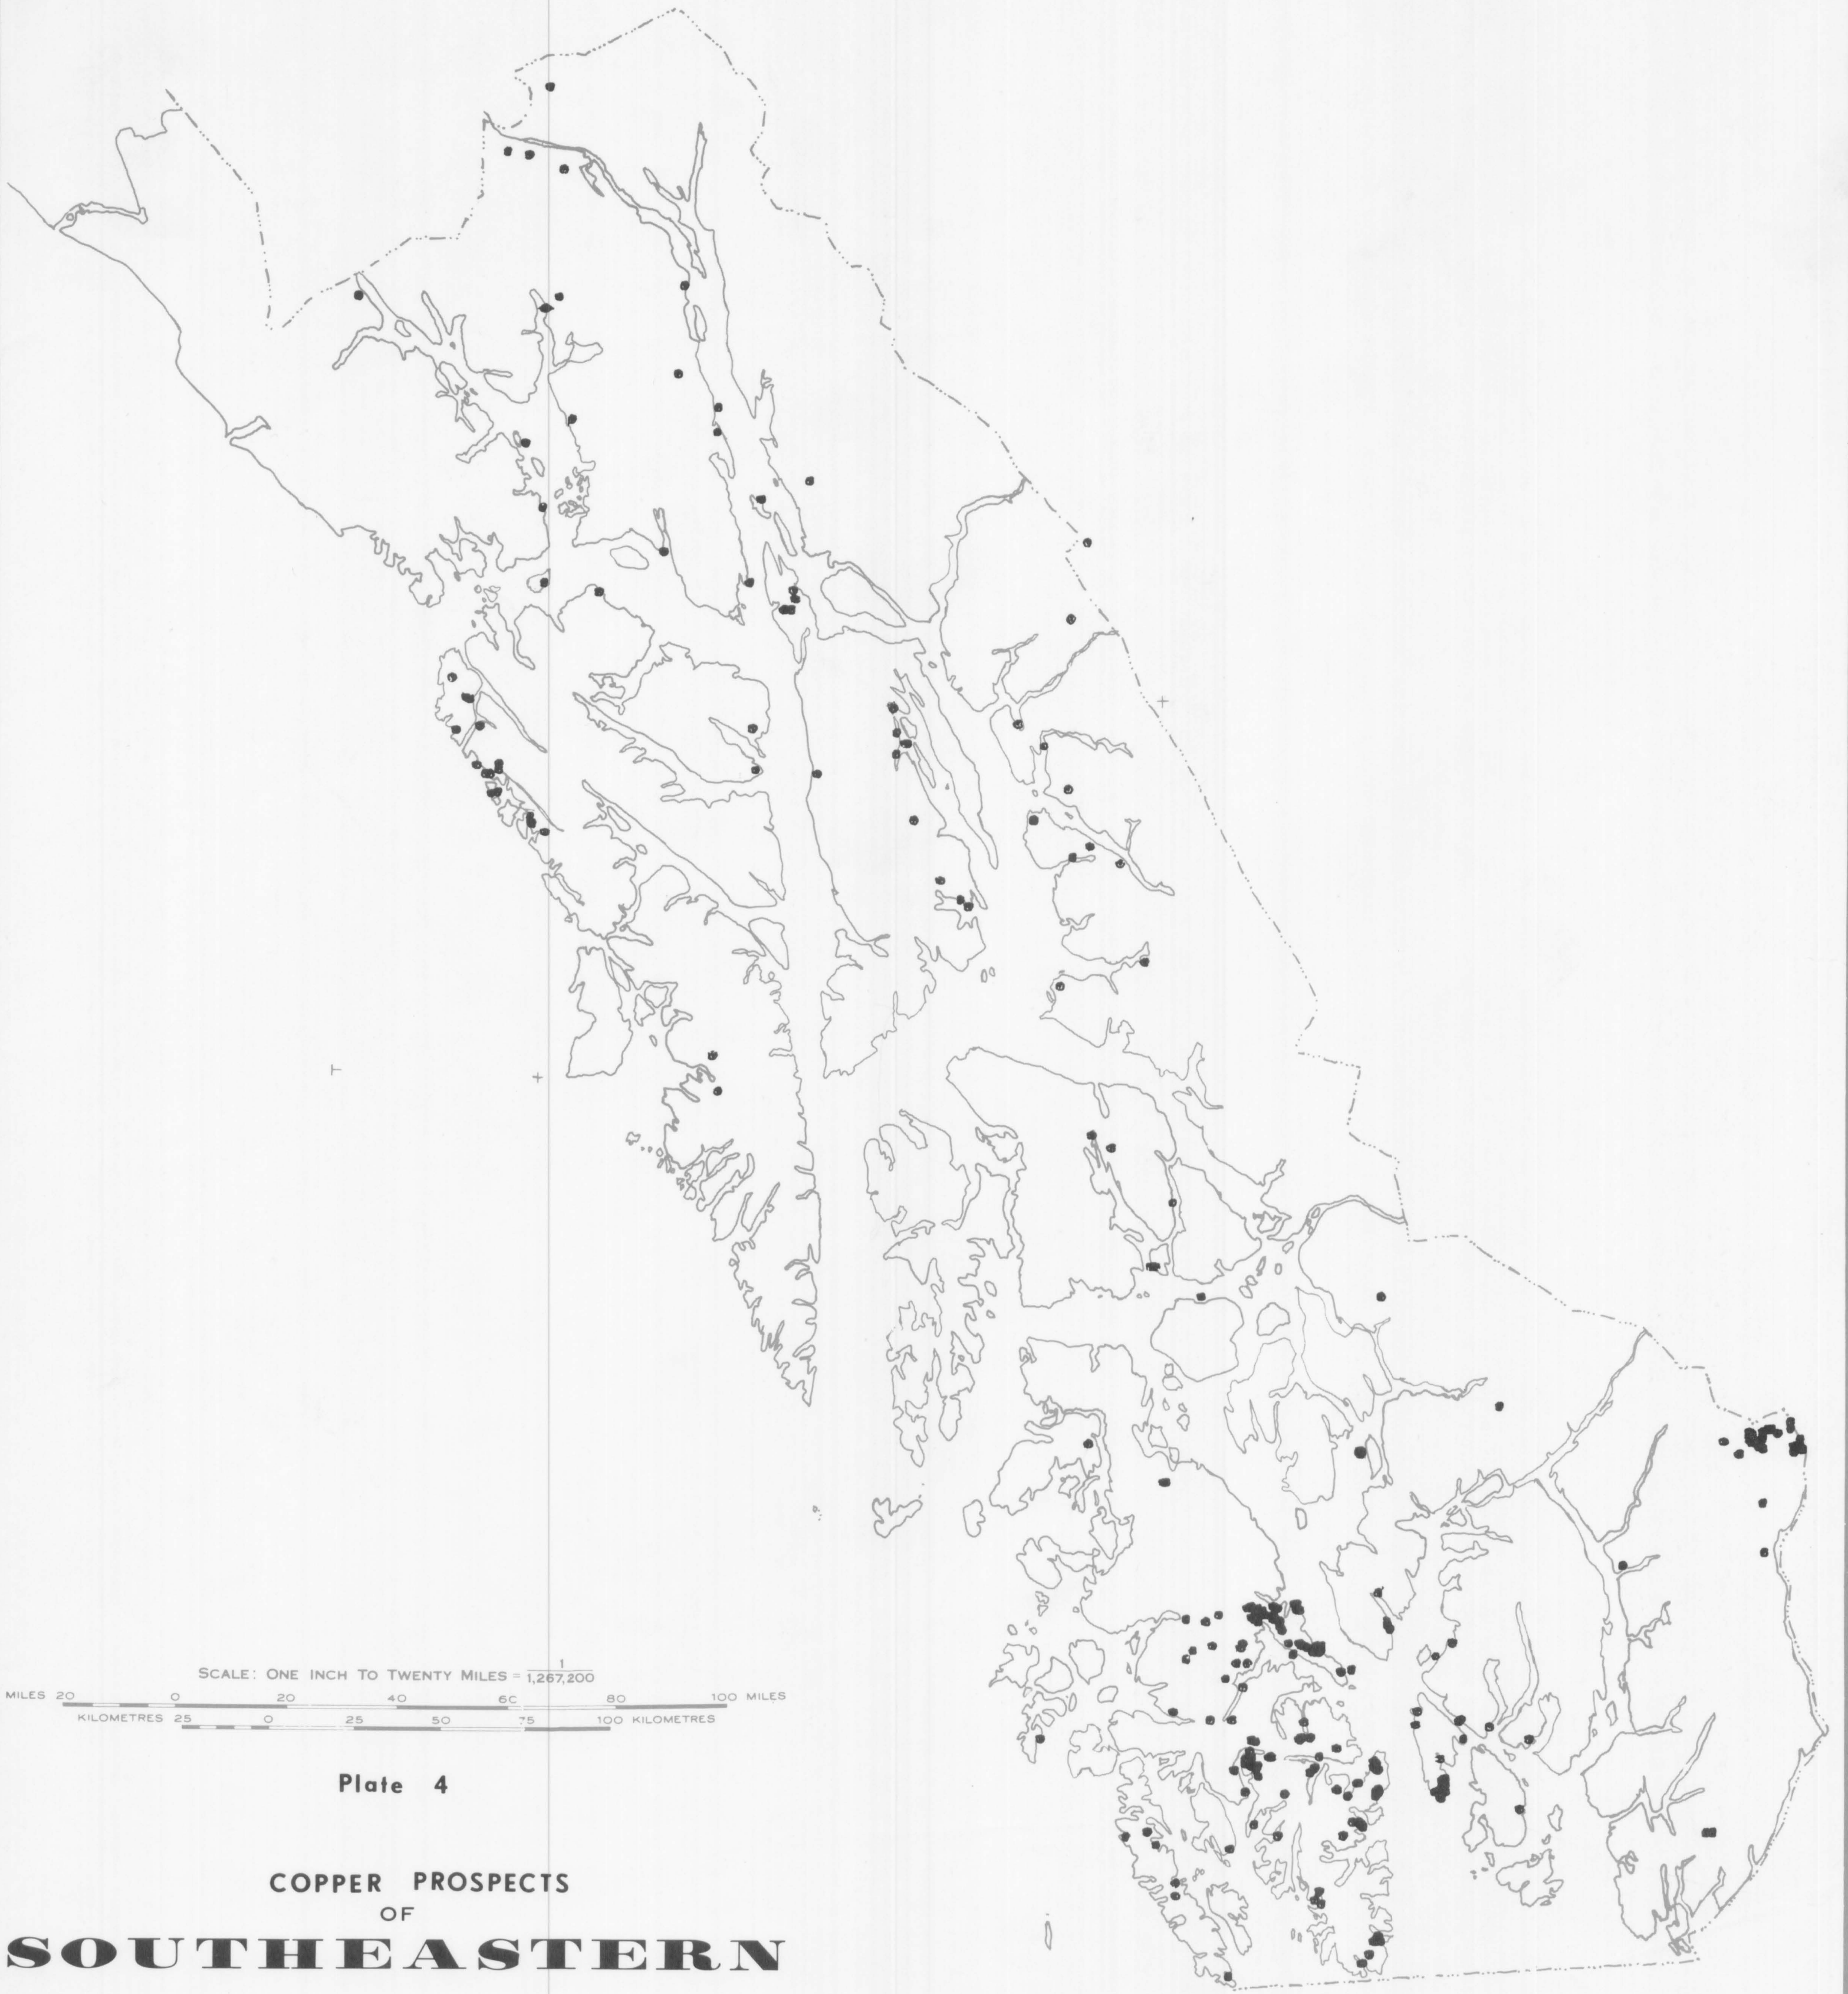 SCALE: ONE INCH TO TWENTY MILES = 1/1,267,200
MILES 20 0 20 40 60 80 100 MILES
KILOMETRES 25 0 25 50 75 100 KILOMETRES
Plate 4
COPPER PROSPECTS
OF
SOUTHEASTERN